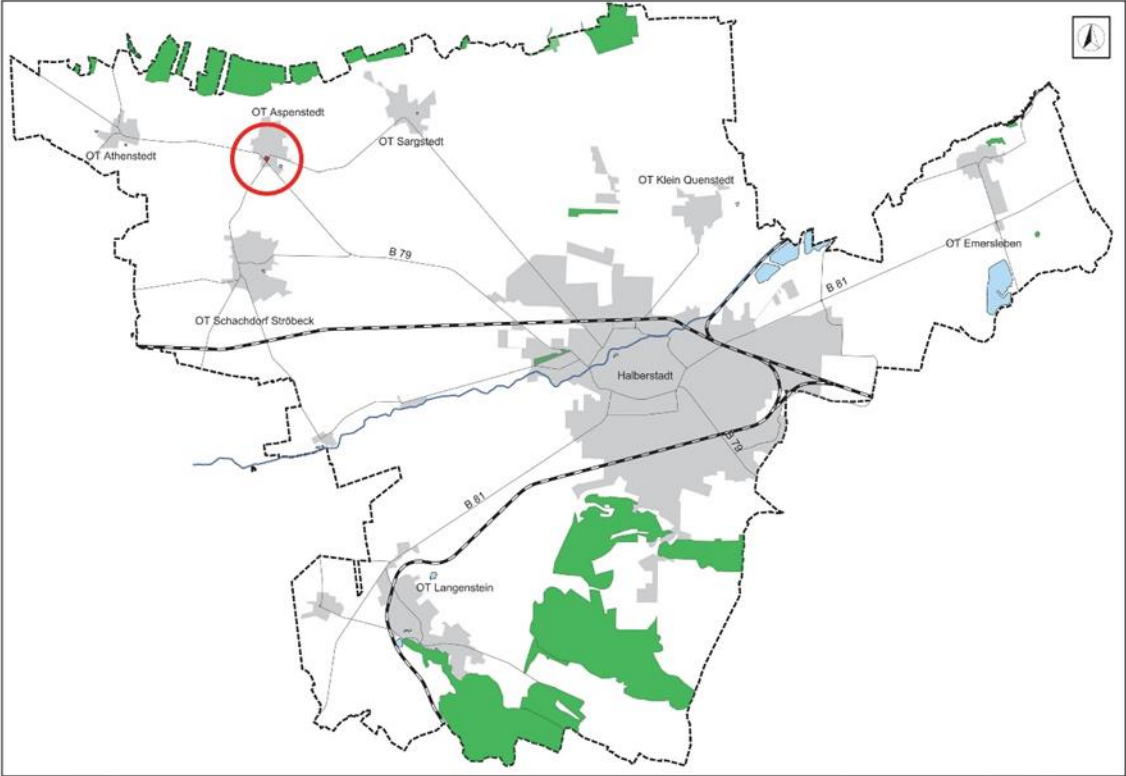 OT Aspenstedt
OT Sargstedt
OT Athenstedt
OT Klein Quenstedt
OT Emersleben
B 79
B 81
OT Schachdorf Ströbeck
Halberstadt
B 79
B 81
OT Langenstein